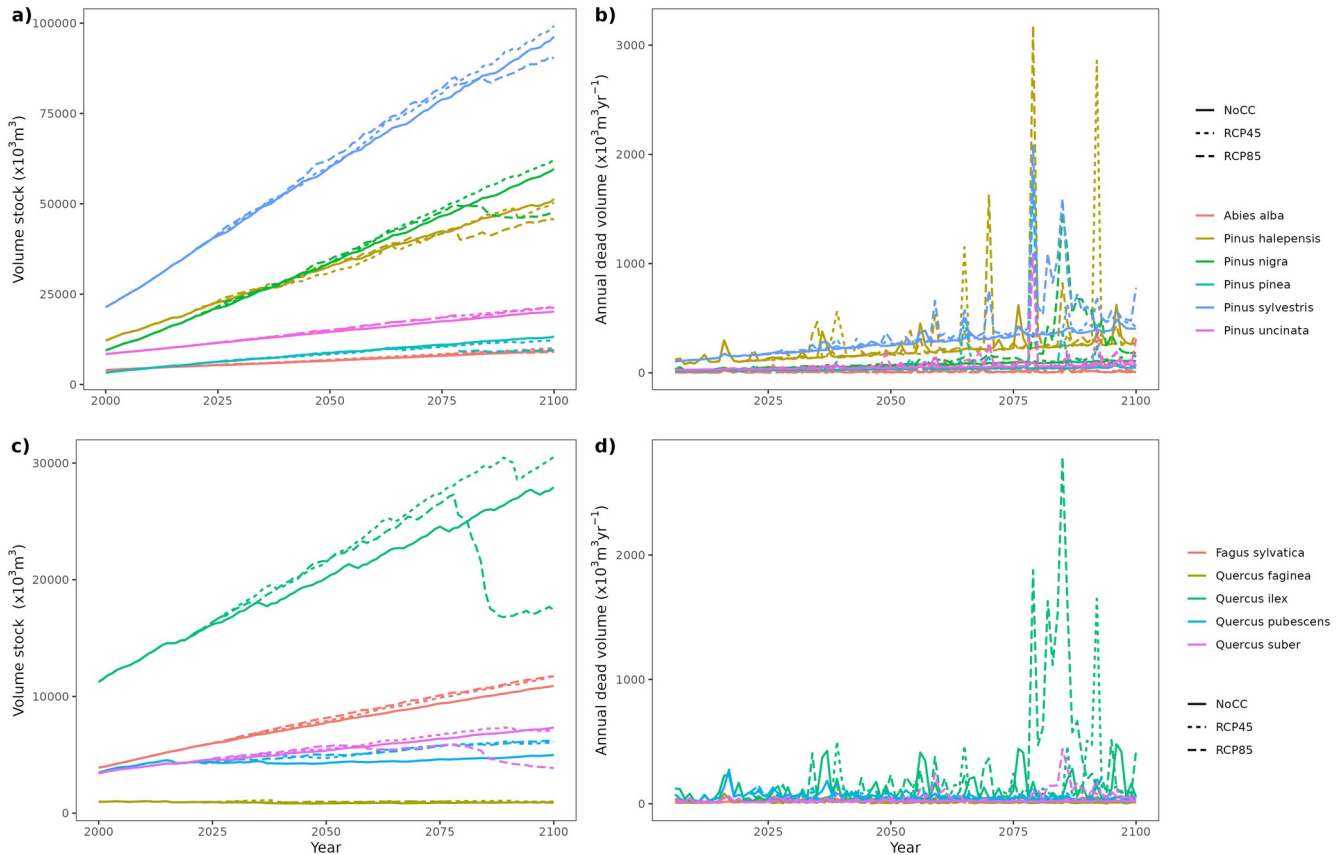 a)
Volume stock (x10³m³)
100000
75000
50000
25000
0
2000
2025
2050
2075
2100
b)
Annual dead volume (x10³m³yr⁻¹)
3000
2000
1000
0
2025
2050
2075
2100
NoCC
RCP45
RCP85
Abies alba
Pinus halepensis
Pinus nigra
Pinus pinea
Pinus sylvestris
Pinus uncinata
c)
Volume stock (x10³m³)
30000
20000
10000
0
2000
2025
2050
2075
2100
Year
d)
Annual dead volume (x10³m³yr⁻¹)
2000
1000
0
2025
2050
2075
2100
Year
Fagus sylvatica
Quercus faginea
Quercus ilex
Quercus pubescens
Quercus suber
NoCC
RCP45
RCP85